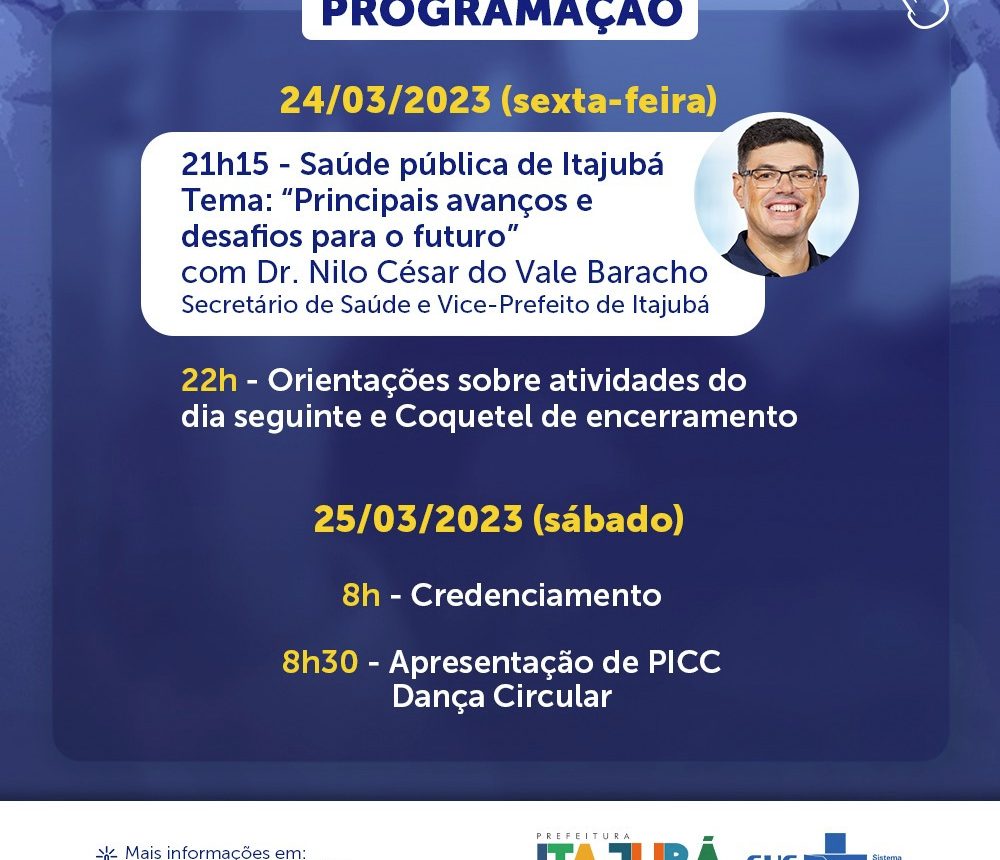 PROGRAMAÇÃO
24/03/2023 (sexta-feira)
21h15 - Saúde pública de Itajubá
Tema: “Principais avanços e
desafios para o futuro”
com Dr. Nilo César do Vale Baracho
Secretário de Saúde e Vice-Prefeito de Itajubá
22h - Orientações sobre atividades do
dia seguinte e Coquetel de encerramento
25/03/2023 (sábado)
8h - Credenciamento
8h30 - Apresentação de PICC
Dança Circular
Mais informações em:
PREFEITURA
ITAJUBÁ
SUS
Sistema